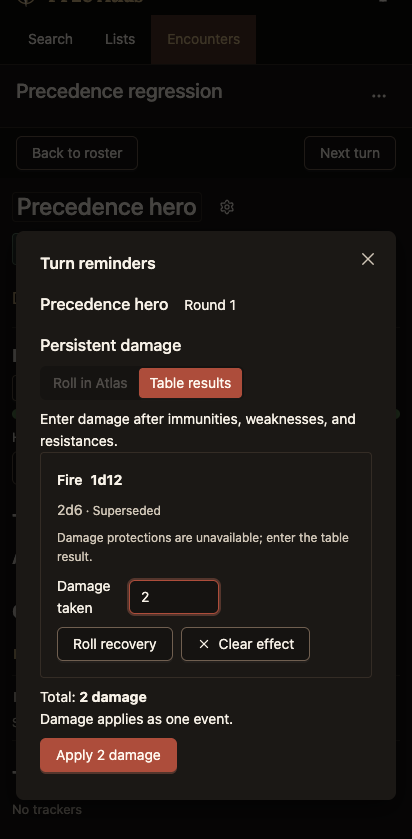 Search
Lists
Encounters
Precedence regression
...
Back to roster
Next turn
Precedence hero
Turn reminders
Precedence hero Round 1
Persistent damage
Roll in Atlas
Table results
Enter damage after immunities, weaknesses, and
resistances.
Fire 1d12
2d6 · Superseded
Damage protections are unavailable; enter the table
result.
Damage
taken
2
Roll recovery
× Clear effect
Total: 2 damage
Damage applies as one event.
Apply 2 damage
No trackers